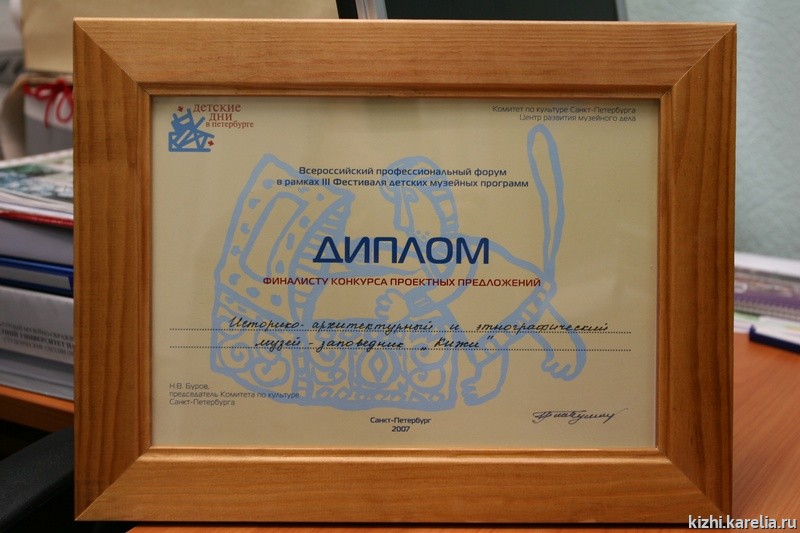 детские
дни
в петербурге
Комитет по культуре Санкт-Петербурга
Центр развития музейного дела
Всероссийский профессиональный форум
в рамках III Фестиваля детских музейных программ
ДИПЛОМ
ФИНАЛИСТУ КОНКУРСА ПРОЕКТНЫХ ПРЕДЛОЖЕНИЙ
Историко-архитектурный и этнографический
музей-заповедник „Кижи"
Н.В. Буров,
председатель Комитета по культуре
Санкт-Петербурга
Санкт-Петербург
2007
kizhi.karelia.ru